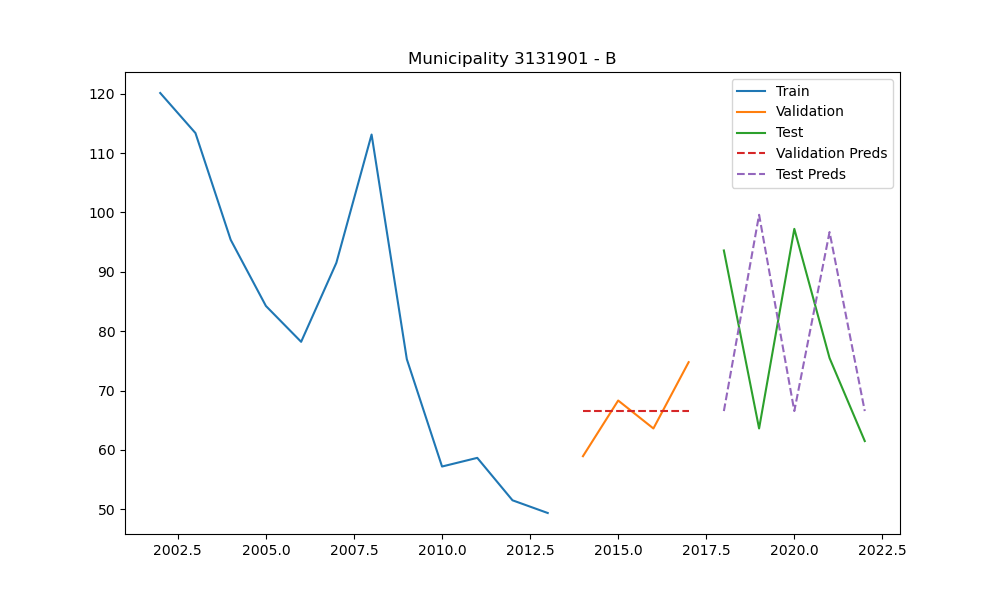 Municipality 3131901 - B
Train
Validation
Test
Validation Preds
Test Preds
120
110
100
90
80
70
60
50
2002.5 2005.0 2007.5 2010.0 2012.5 2015.0 2017.5 2020.0 2022.5